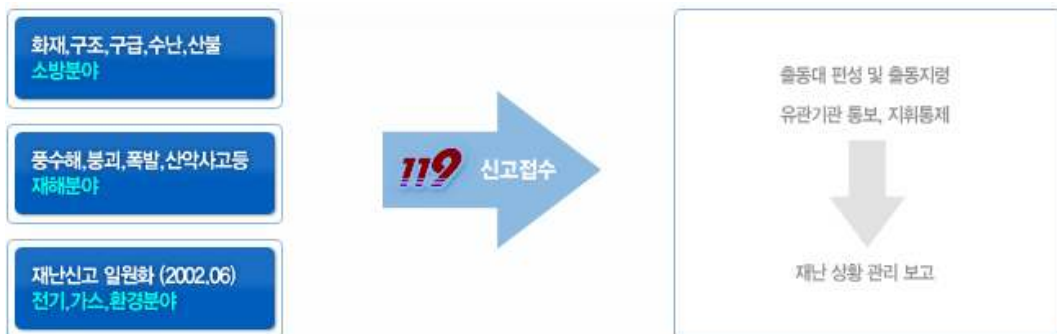 화재,구조,구급,수난,산불
소방분야
풍수해,붕괴,폭발,산악사고등
재해분야
재난신고 일원화 (2002.06)
전기,가스,환경분야
119 신고접수
출동대 편성 및 출동지령
유관기관 통보, 지휘통제
재난 상황 관리 보고